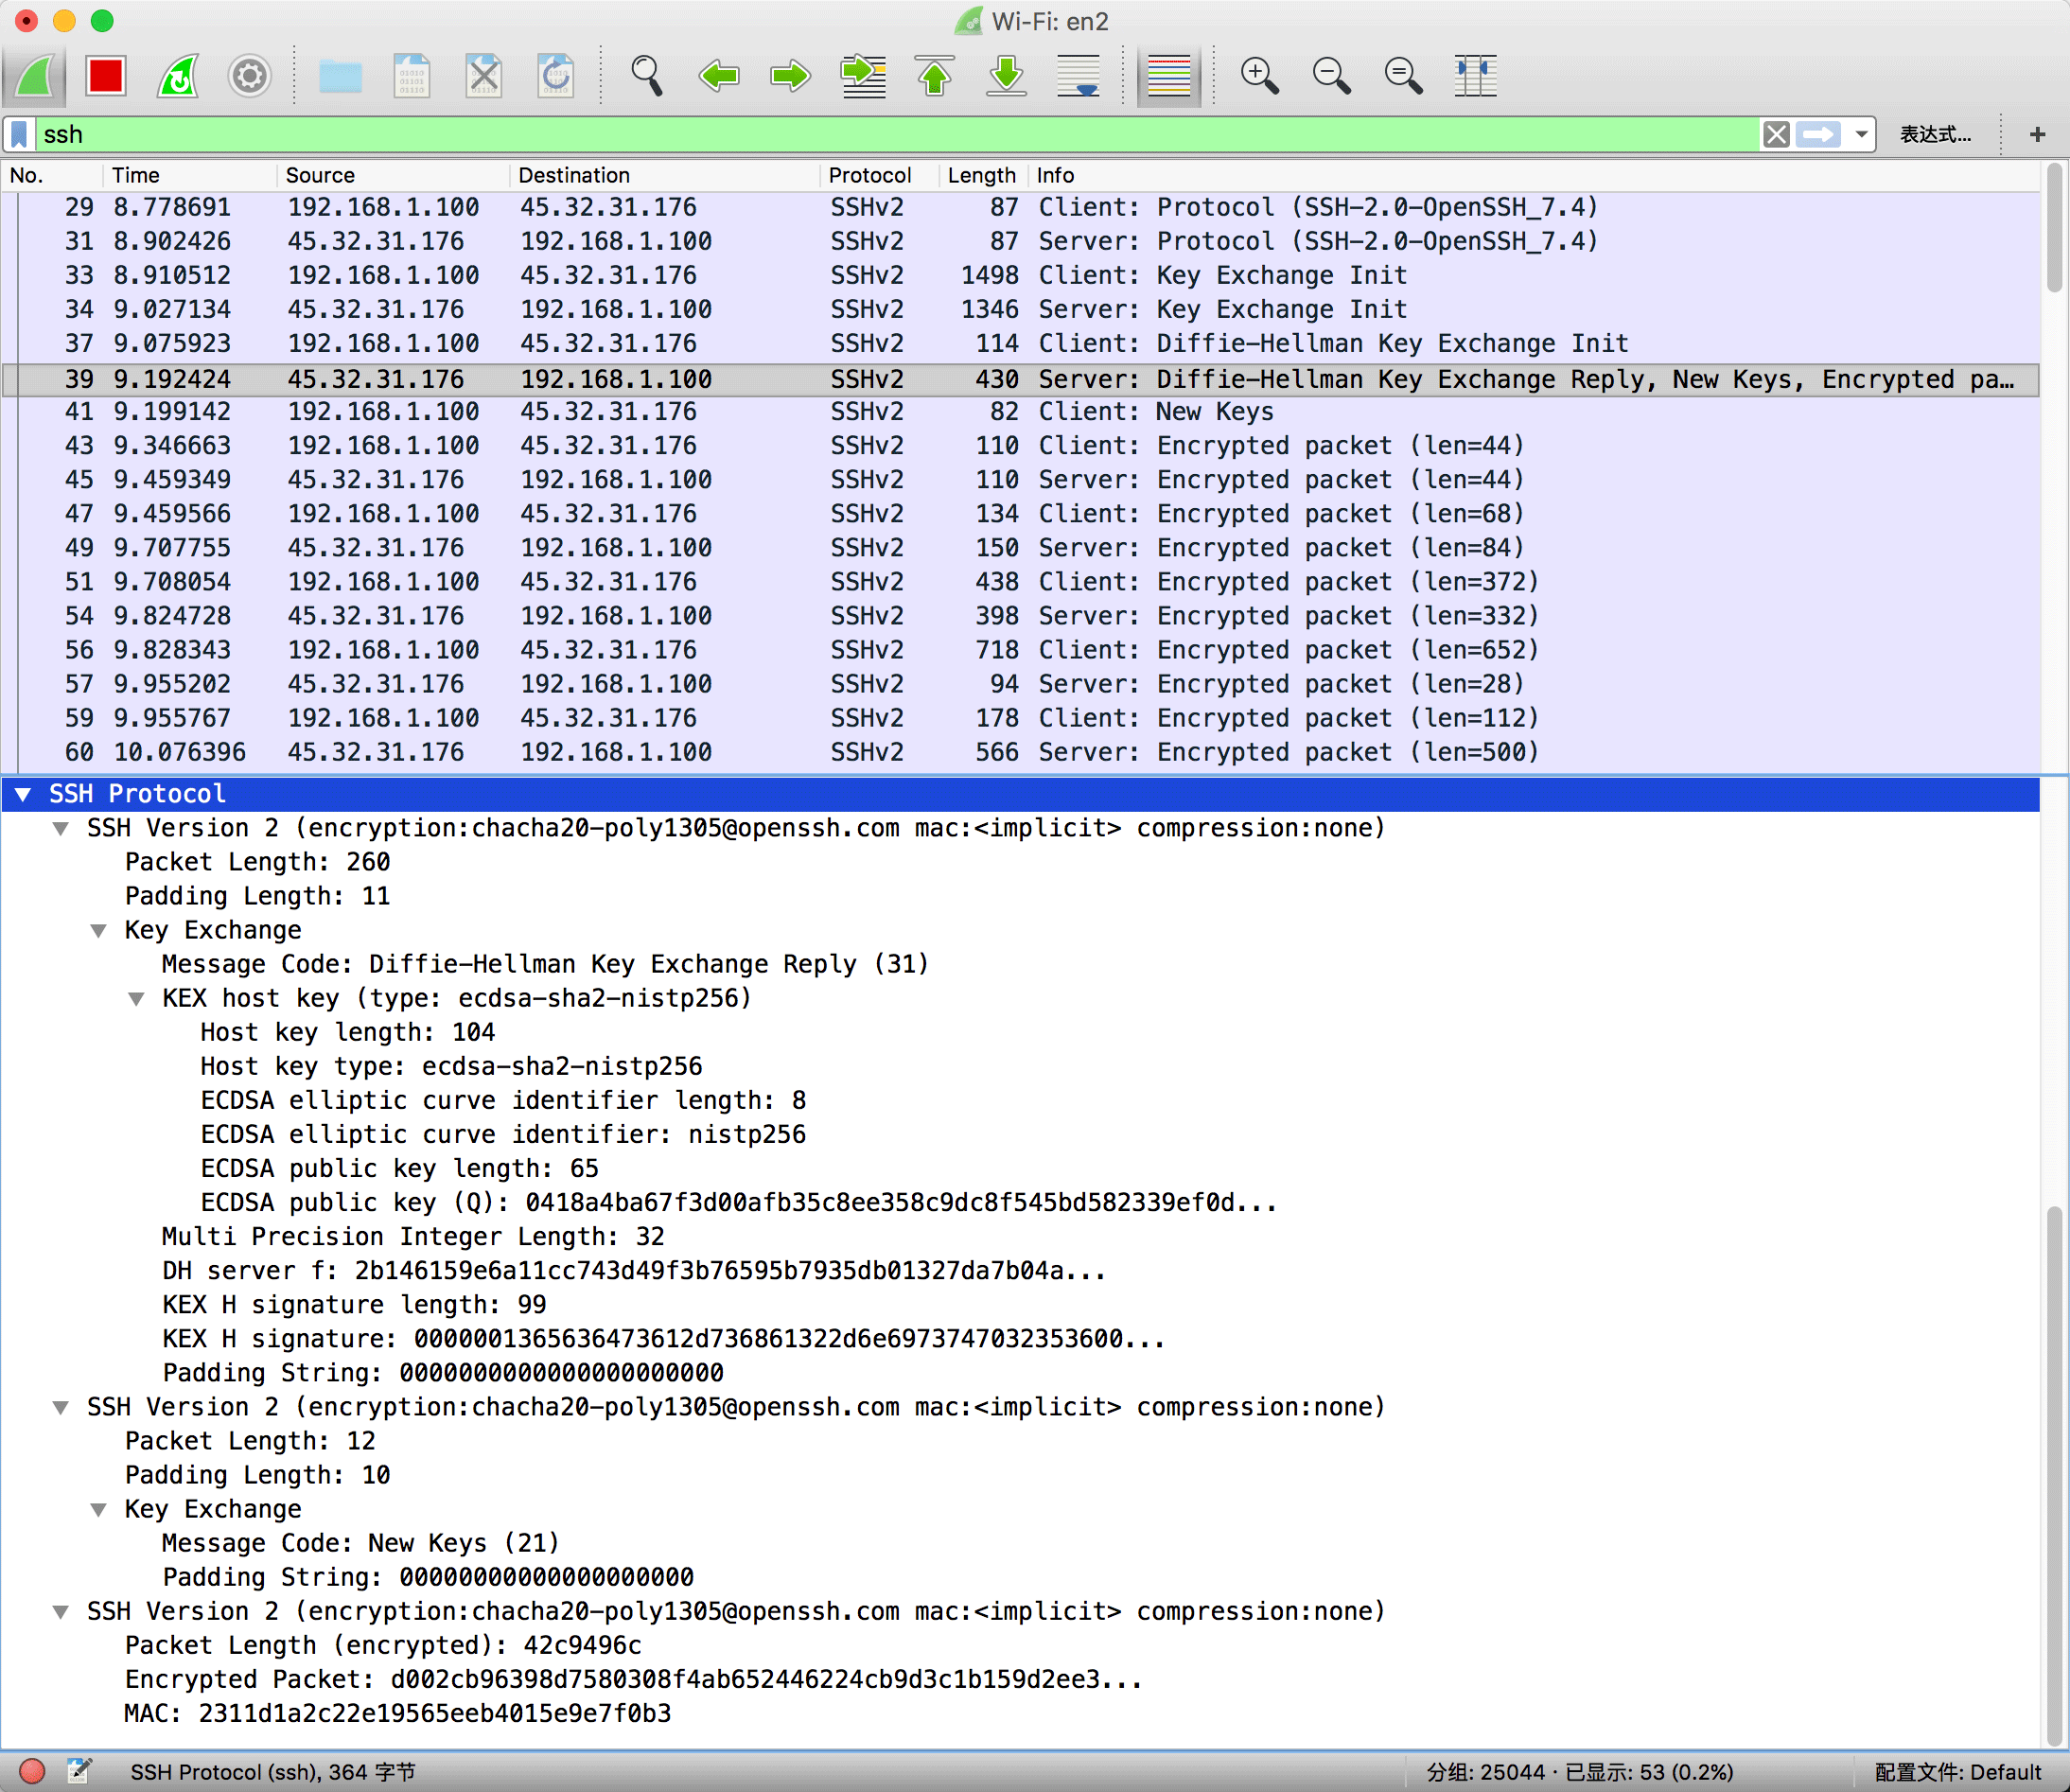 Wi-Fi: en2
ssh
表达式...
+
No. Time Source Destination Protocol Length Info
29 8.778691 192.168.1.100 45.32.31.176 SSHv2 87 Client: Protocol (SSH-2.0-OpenSSH_7.4)
31 8.902426 45.32.31.176 192.168.1.100 SSHv2 87 Server: Protocol (SSH-2.0-OpenSSH_7.4)
33 8.910512 192.168.1.100 45.32.31.176 SSHv2 1498 Client: Key Exchange Init
34 9.027134 45.32.31.176 192.168.1.100 SSHv2 1346 Server: Key Exchange Init
37 9.075923 192.168.1.100 45.32.31.176 SSHv2 114 Client: Diffie-Hellman Key Exchange Init
39 9.192424 45.32.31.176 192.168.1.100 SSHv2 430 Server: Diffie-Hellman Key Exchange Reply, New Keys, Encrypted pa...
41 9.199142 192.168.1.100 45.32.31.176 SSHv2 82 Client: New Keys
43 9.346663 192.168.1.100 45.32.31.176 SSHv2 110 Client: Encrypted packet (len=44)
45 9.459349 45.32.31.176 192.168.1.100 SSHv2 110 Server: Encrypted packet (len=44)
47 9.459566 192.168.1.100 45.32.31.176 SSHv2 134 Client: Encrypted packet (len=68)
49 9.707755 45.32.31.176 192.168.1.100 SSHv2 150 Server: Encrypted packet (len=84)
51 9.708054 192.168.1.100 45.32.31.176 SSHv2 438 Client: Encrypted packet (len=372)
54 9.824728 45.32.31.176 192.168.1.100 SSHv2 398 Server: Encrypted packet (len=332)
56 9.828343 192.168.1.100 45.32.31.176 SSHv2 718 Client: Encrypted packet (len=652)
57 9.955202 45.32.31.176 192.168.1.100 SSHv2 94 Server: Encrypted packet (len=28)
59 9.955767 192.168.1.100 45.32.31.176 SSHv2 178 Client: Encrypted packet (len=112)
60 10.076396 45.32.31.176 192.168.1.100 SSHv2 566 Server: Encrypted packet (len=500)
SSH Protocol
SSH Version 2 (encryption:chacha20-poly1305@openssh.com mac:<implicit> compression:none)
Packet Length: 260
Padding Length: 11
Key Exchange
Message Code: Diffie-Hellman Key Exchange Reply (31)
KEX host key (type: ecdsa-sha2-nistp256)
Host key length: 104
Host key type: ecdsa-sha2-nistp256
ECDSA elliptic curve identifier length: 8
ECDSA elliptic curve identifier: nistp256
ECDSA public key length: 65
ECDSA public key (Q): 0418a4ba67f3d00afb35c8ee358c9dc8f545bd582339ef0d...
Multi Precision Integer Length: 32
DH server f: 2b146159e6a11cc743d49f3b76595b7935db01327da7b04a...
KEX H signature length: 99
KEX H signature: 0000001365636473612d736861322d6e6973747032353600...
Padding String: 0000000000000000000000
SSH Version 2 (encryption:chacha20-poly1305@openssh.com mac:<implicit> compression:none)
Packet Length: 12
Padding Length: 10
Key Exchange
Message Code: New Keys (21)
Padding String: 00000000000000000000
SSH Version 2 (encryption:chacha20-poly1305@openssh.com mac:<implicit> compression:none)
Packet Length (encrypted): 42c9496c
Encrypted Packet: d002cb96398d7580308f4ab652446224cb9d3c1b159d2ee3...
MAC: 2311d1a2c22e19565eeb4015e9e7f0b3
SSH Protocol (ssh), 364 字节
分组: 25044 · 已显示: 53 (0.2%)
配置文件: Default